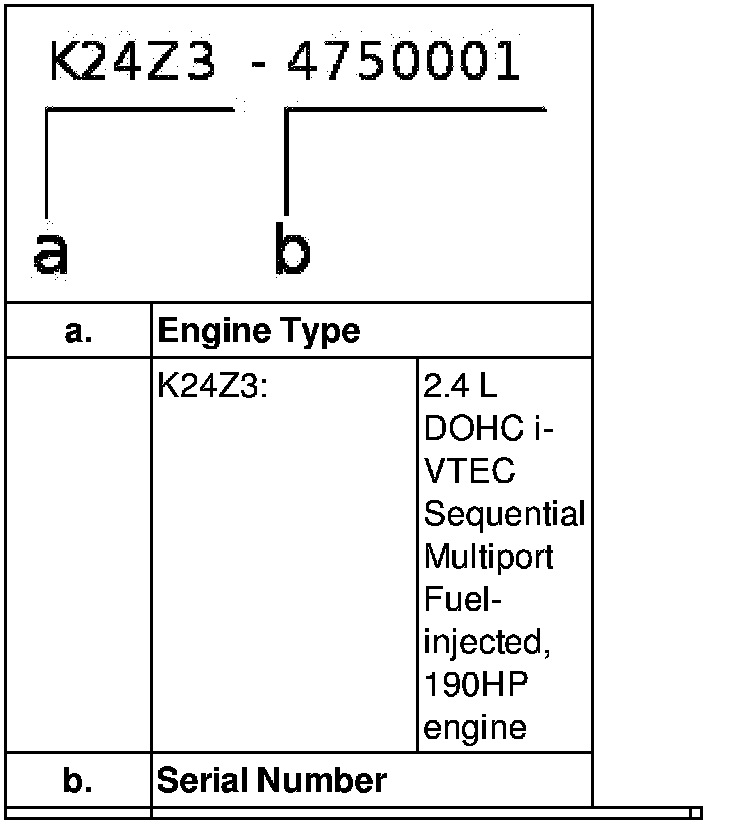 K24Z3 - 4750001
a b
a. Engine Type
K24Z3: 2.4 L
DOHC i-
VTEC
Sequential
Multiport
Fuel-
injected,
190HP
engine
b. Serial Number